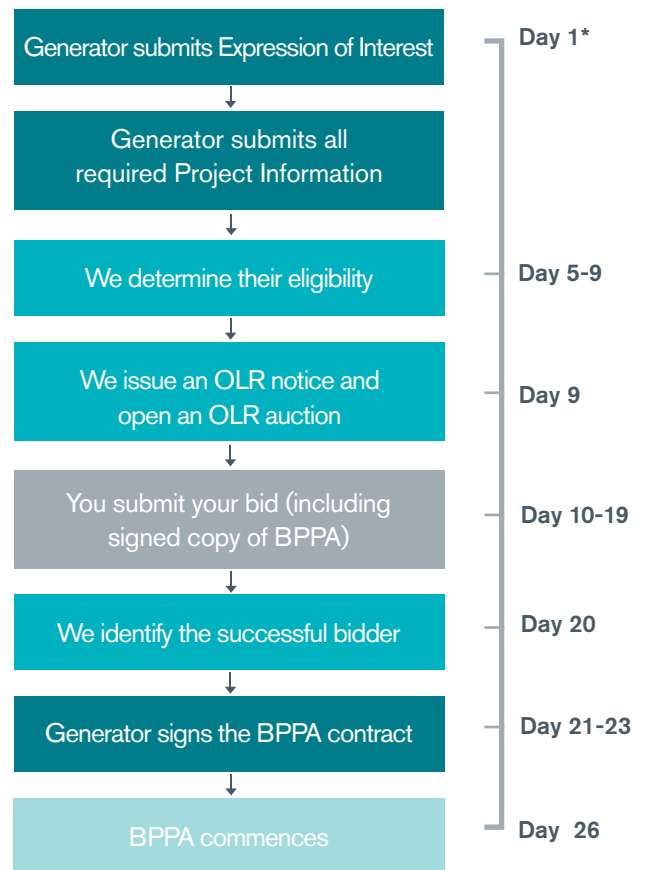 Generator submits Expression of Interest
Day 1*
Generator submits all
required Project Information
We determine their eligibility
Day 5-9
We issue an OLR notice and
open an OLR auction
Day 9
You submit your bid (including
signed copy of BPPA)
Day 10-19
We identify the successful bidder
Day 20
Generator signs the BPPA contract
Day 21-23
BPPA commences
Day 26